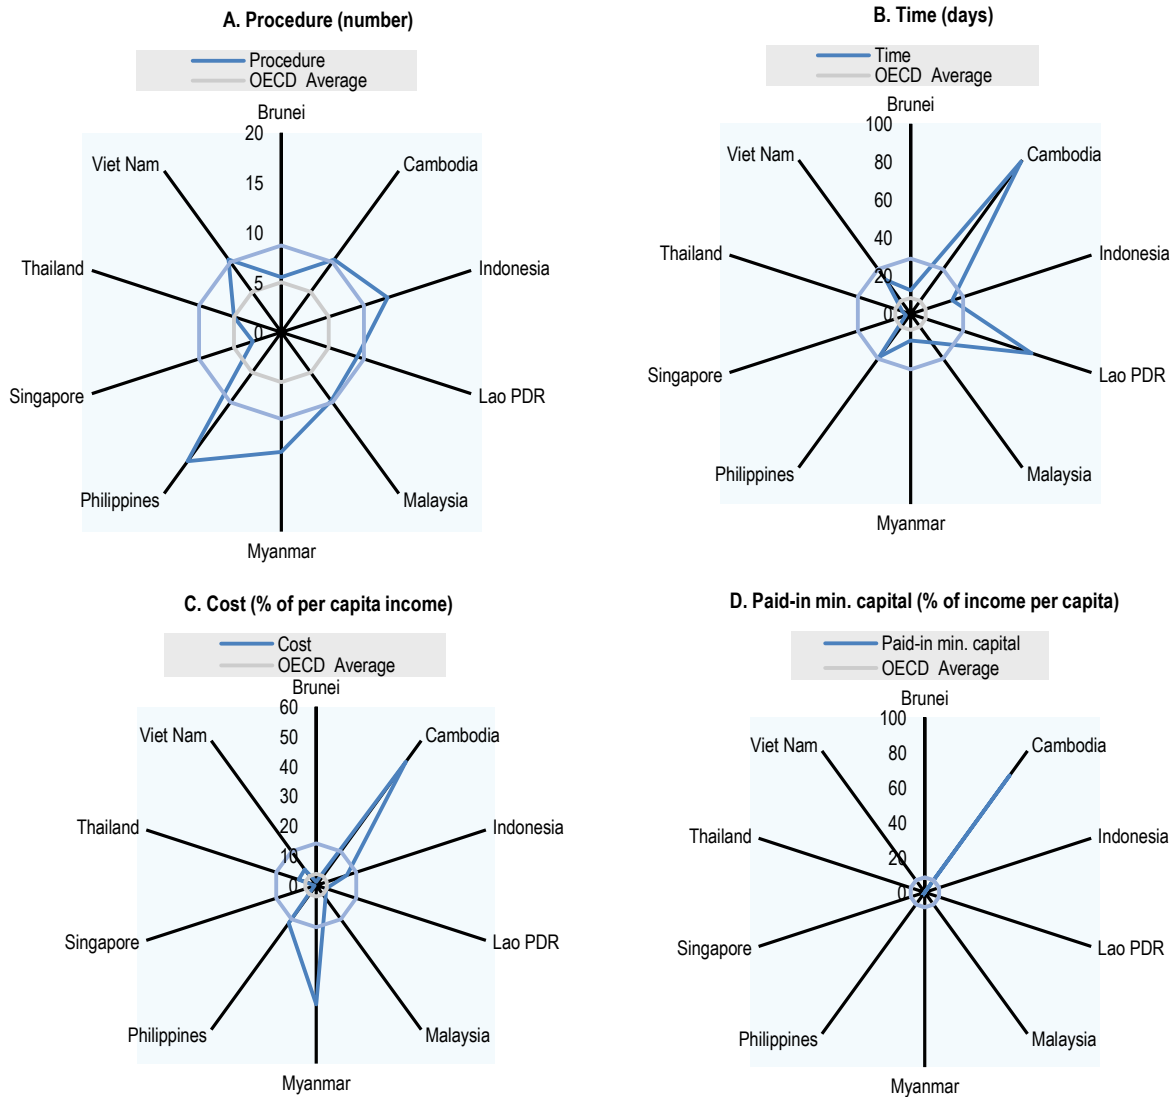 A. Procedure (number)
Procedure
OECD Average
Brunei
20
15
10
5
0
Viet Nam
Cambodia
Thailand
Indonesia
Singapore
Lao PDR
Philippines
Malaysia
Myanmar
B. Time (days)
Time
OECD Average
Brunei
100
80
60
40
20
0
Viet Nam
Cambodia
Thailand
Indonesia
Singapore
Lao PDR
Philippines
Malaysia
Myanmar
C. Cost (% of per capita income)
Cost
OECD Average
Brunei
60
50
40
30
20
10
0
Viet Nam
Cambodia
Thailand
Indonesia
Singapore
Lao PDR
Philippines
Malaysia
Myanmar
D. Paid-in min. capital (% of income per capita)
Paid-in min. capital
OECD Average
Brunei
100
80
60
40
20
0
Viet Nam
Cambodia
Thailand
Indonesia
Singapore
Lao PDR
Philippines
Malaysia
Myanmar